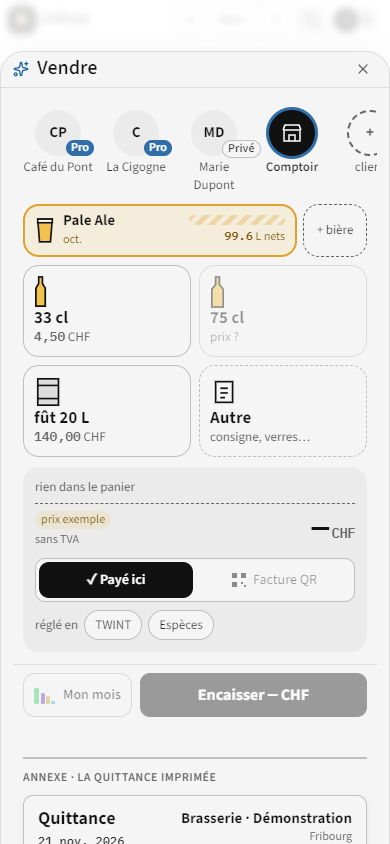 Vendre
CP
Pro
Café du Pont
C
Pro
La Cigogne
MD
Privé
Marie
Dupont
Comptoir
+
clien
Pale Ale
oct.
99.6 L nets
+ bière
33 cl
4,50 CHF
75 cl
prix ?
fût 20 L
140,00 CHF
Autre
consigne, verres…
rien dans le panier
prix exemple
sans TVA
— CHF
✓ Payé ici
Facture QR
réglé en
TWINT
Espèces
Mon mois
Encaisser — CHF
ANNEXE · LA QUITTANCE IMPRIMÉE
Quittance
Brasserie · Démonstration
21 nov. 2026
Fribourg